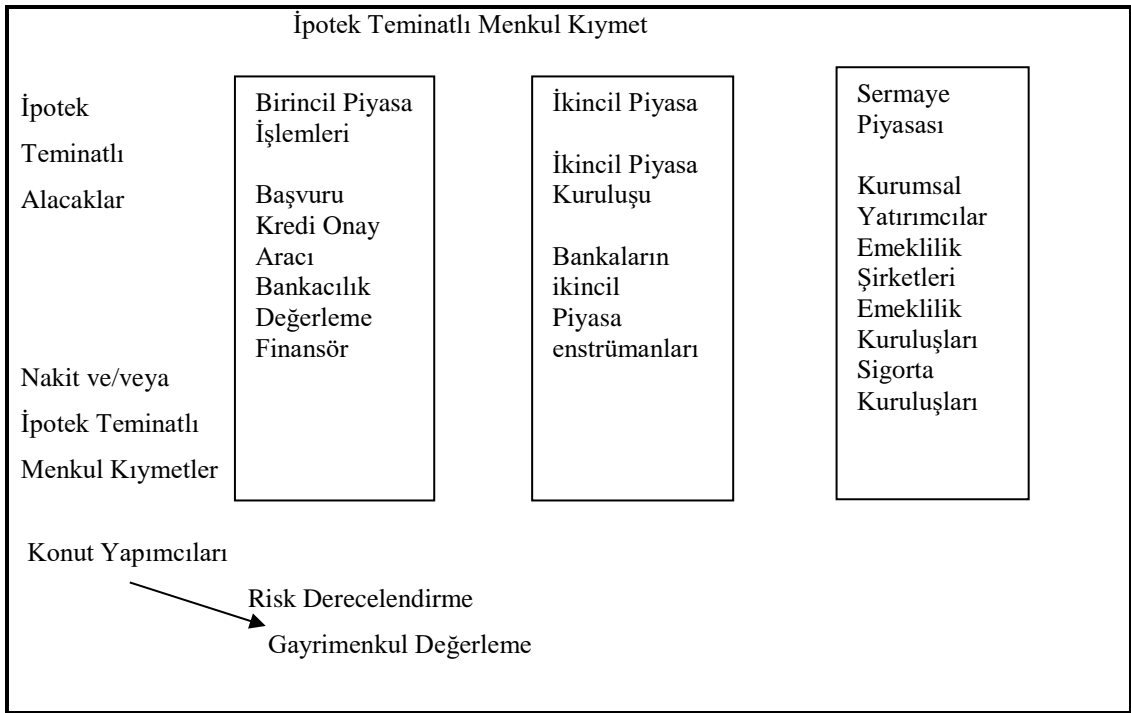 İpotek Teminatlı Menkul Kıymet
İpotek
Teminatlı
Alacaklar
Nakit ve/veya
İpotek Teminatlı
Menkul Kıymetler
Birincil Piyasa
İşlemleri
Başvuru
Kredi Onay
Aracı
Bankacılık
Değerleme
Finansör
İkincil Piyasa
İkincil Piyasa
Kuruluşu
Bankaların
ikincil
Piyasa
enstrümanları
Sermaye
Piyasası
Kurumsal
Yatırımcılar
Emeklilik
Şirketleri
Emeklilik
Kuruluşları
Sigorta
Kuruluşları
Konut Yapımcıları
Risk Derecelendirme
Gayrimenkul Değerleme